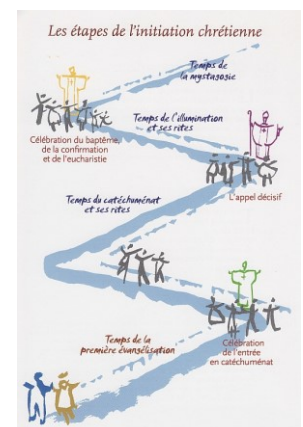 Les étapes de l'initiation chrétienne
Temps de
la mystagogie
Temps de l'illumination
et ses rites
Célébration du baptême,
de la confirmation
et de l'eucharistie
L'appel décisif
Temps du catéchuménat
et ses rites
Temps de la
première évangélisation
Célébration
de l'entrée
en catéchuménat